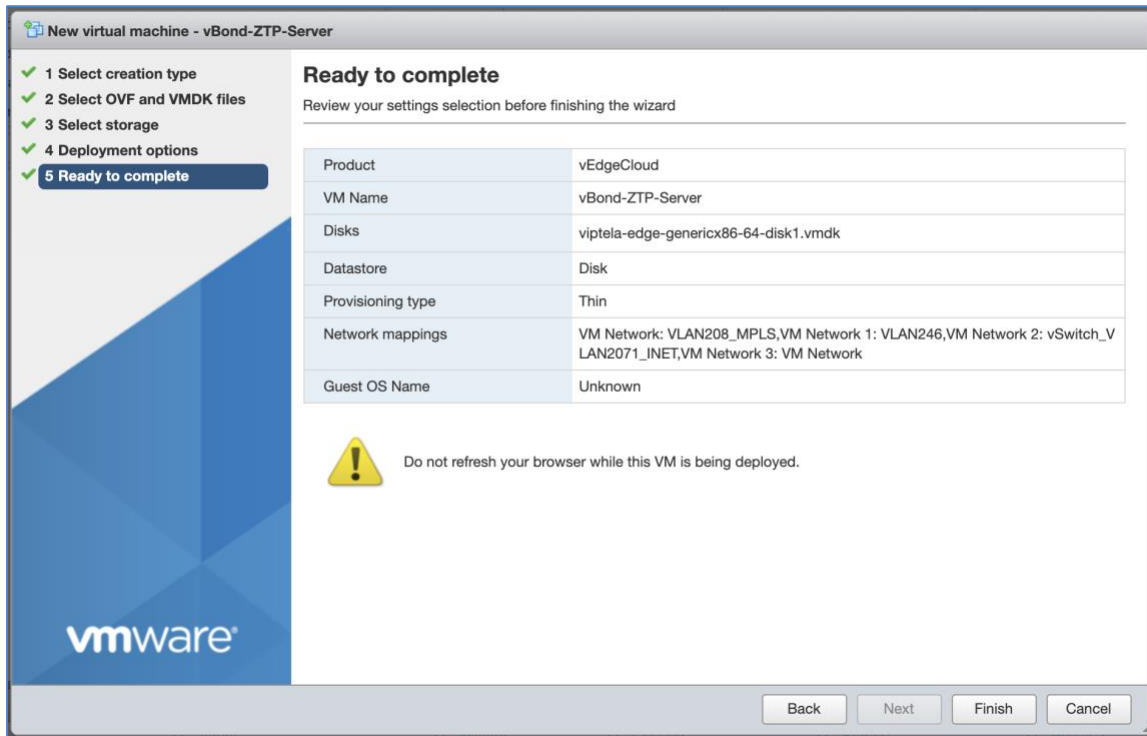 New virtual machine - vBond-ZTP-Server
1 Select creation type
2 Select OVF and VMDK files
3 Select storage
4 Deployment options
5 Ready to complete
Ready to complete
Review your settings selection before finishing the wizard
Product vEdgeCloud
VM Name vBond-ZTP-Server
Disks viptela-edge-genericx86-64-disk1.vmdk
Datastore Disk
Provisioning type Thin
Network mappings VM Network: VLAN208_MPLS,VM Network 1: VLAN246,VM Network 2: vSwitch_V
LAN2071_INET,VM Network 3: VM Network
Guest OS Name Unknown
Do not refresh your browser while this VM is being deployed.
vmware®
Back Next Finish Cancel